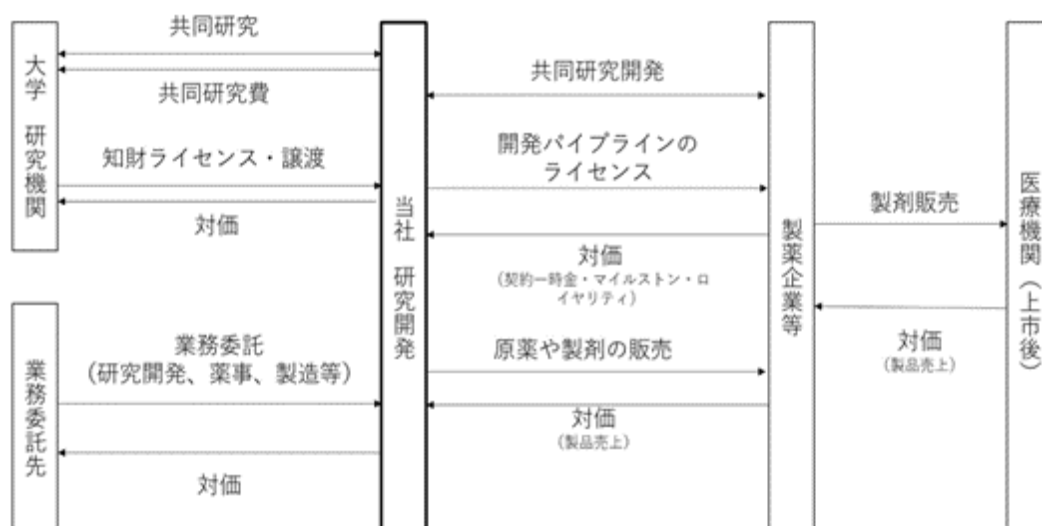 大学 研究機関
共同研究
共同研究費
知財ライセンス・譲渡
対価
業務委託先
業務委託
（研究開発、薬事、製造等）
対価
当社 研究開発
共同研究開発
開発パイプラインの
ライセンス
対価
（契約一時金・マイルストン・ロ
イヤリティ）
原薬や製剤の販売
対価
（製品売上）
製薬企業等
製剤販売
対価
（製品売上）
医療機関（上市後）